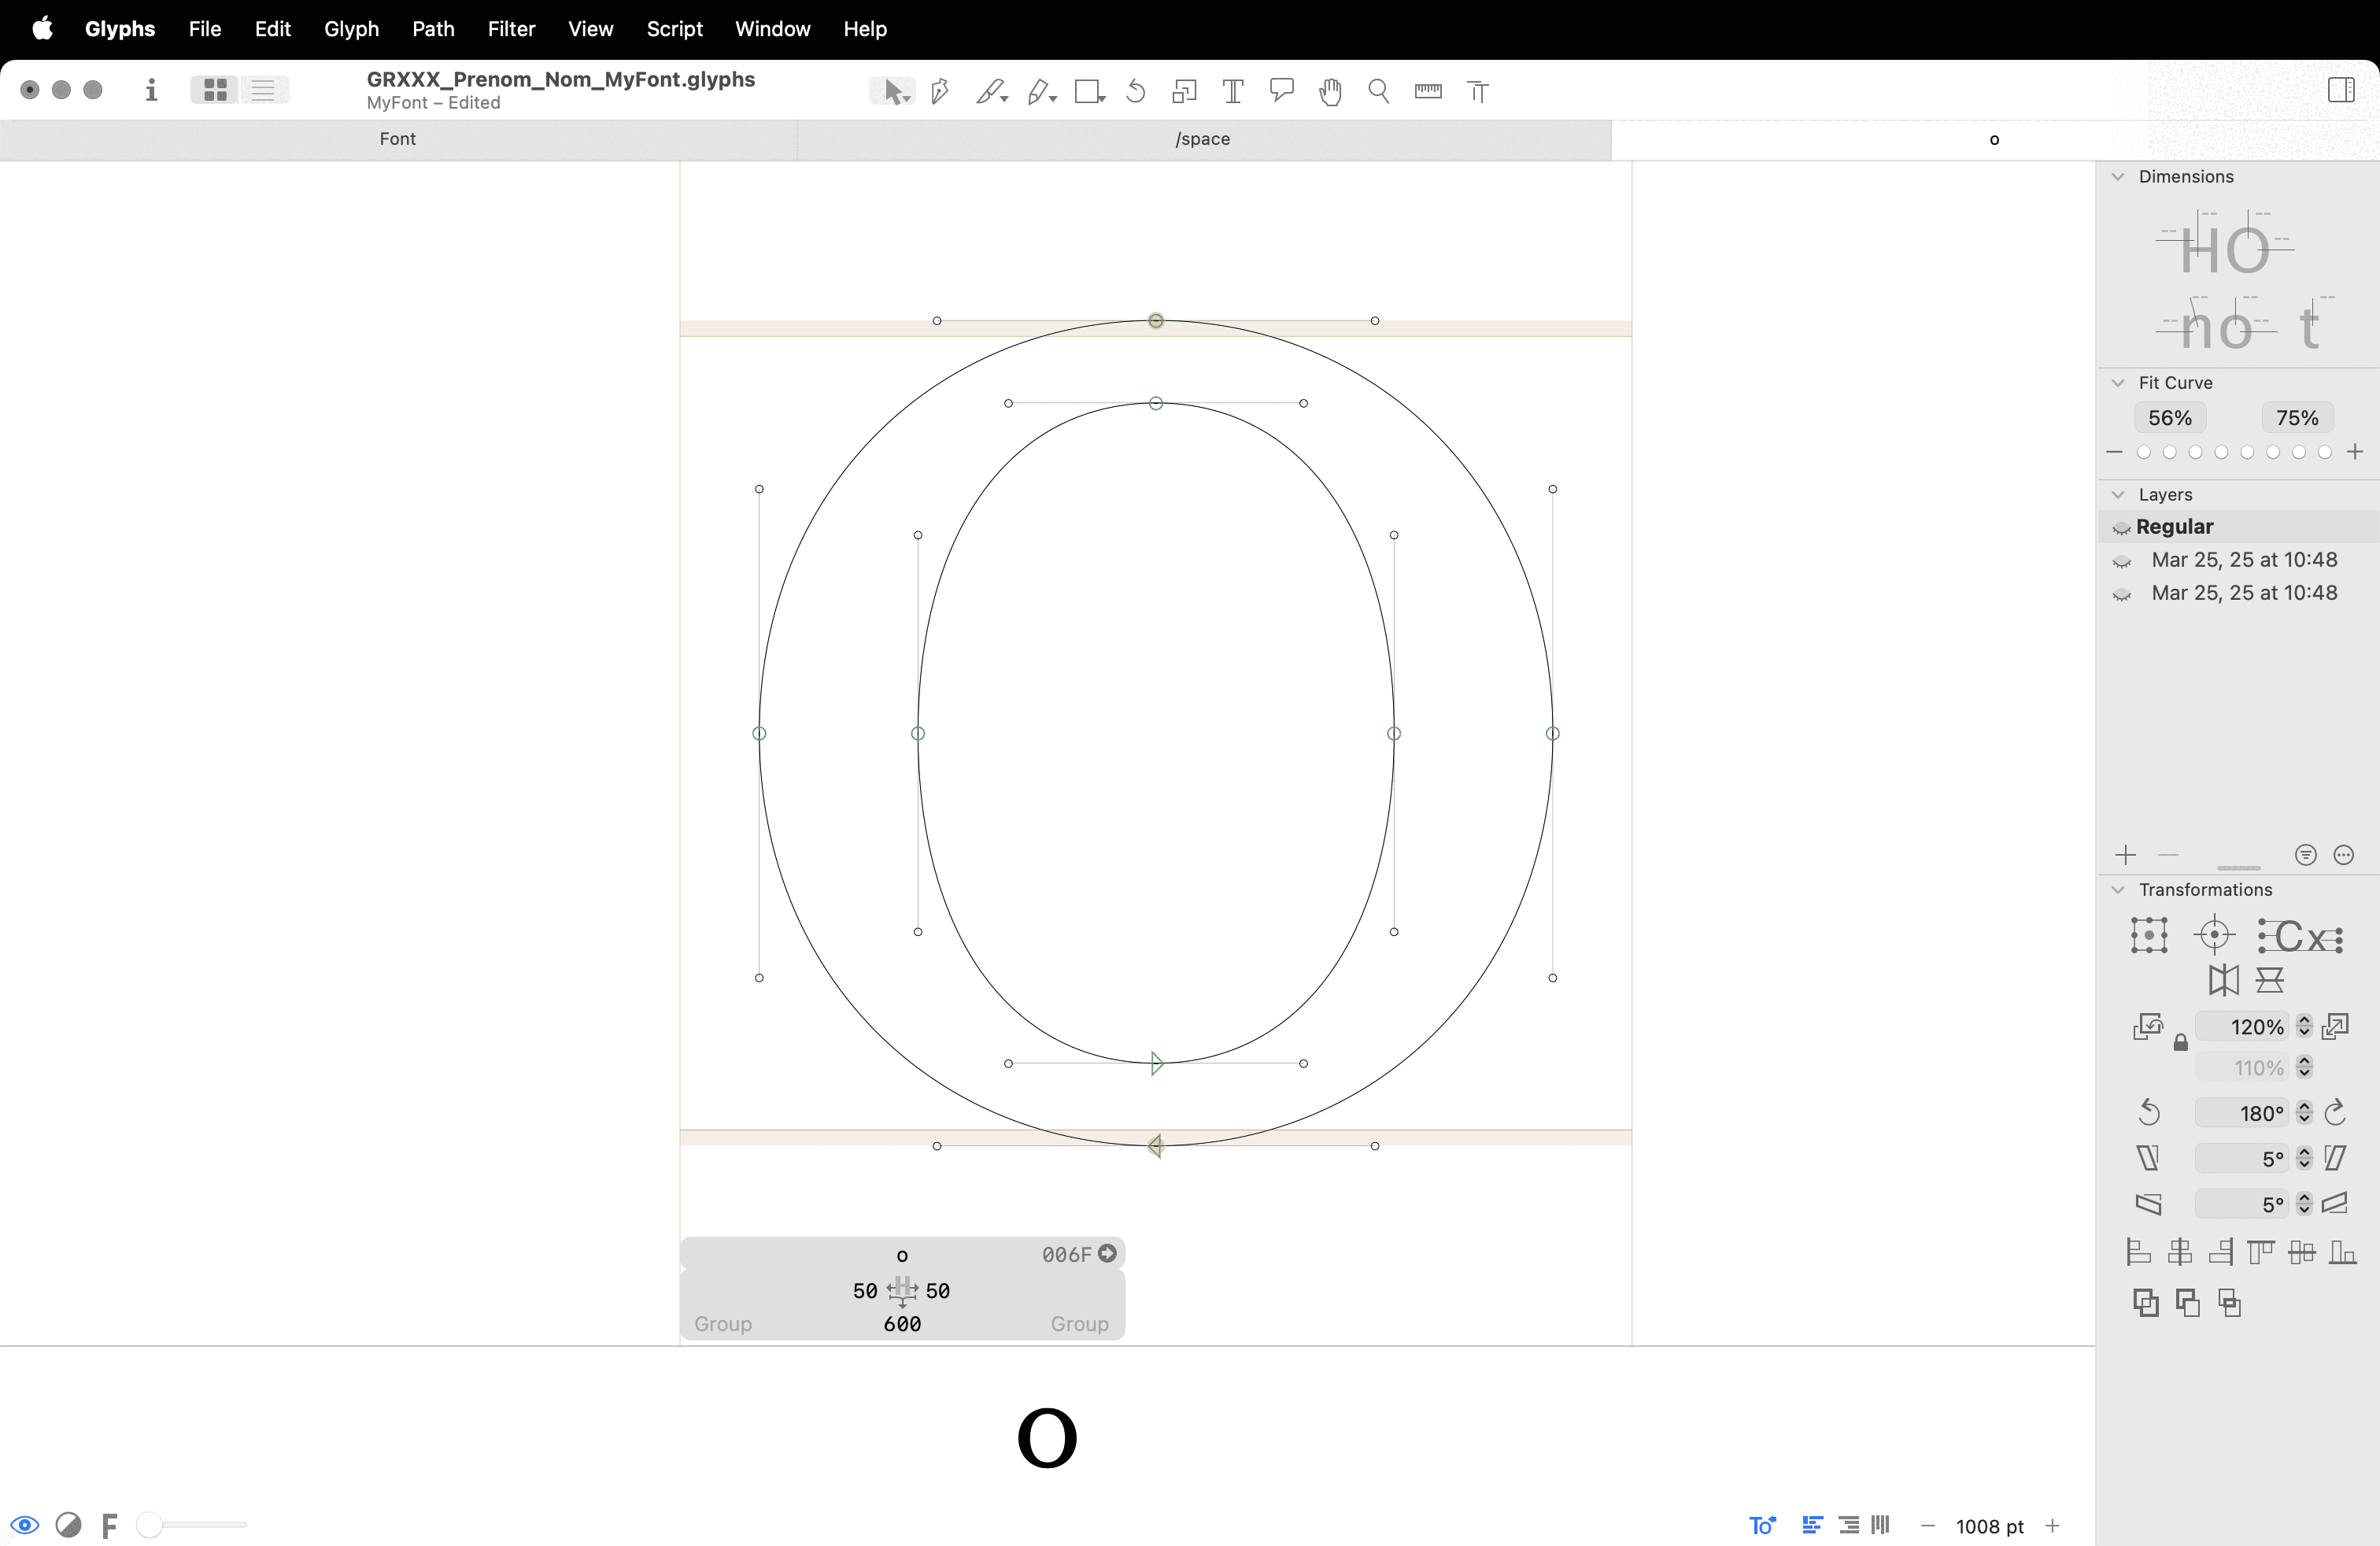 Glyphs File Edit Glyph Path Filter View Script Window Help
GRXXX_Prenom_Nom_MyFont.glyphs
MyFont – Edited
Font /space o
Dimensions
HO
no t
Fit Curve
56% 75%
Layers
Regular
Mar 25, 25 at 10:48
Mar 25, 25 at 10:48
Transformations
Cx
120%
110%
180°
5°
5°
o 006F
50 H 50
Group 600 Group
o
F
To
1008 pt